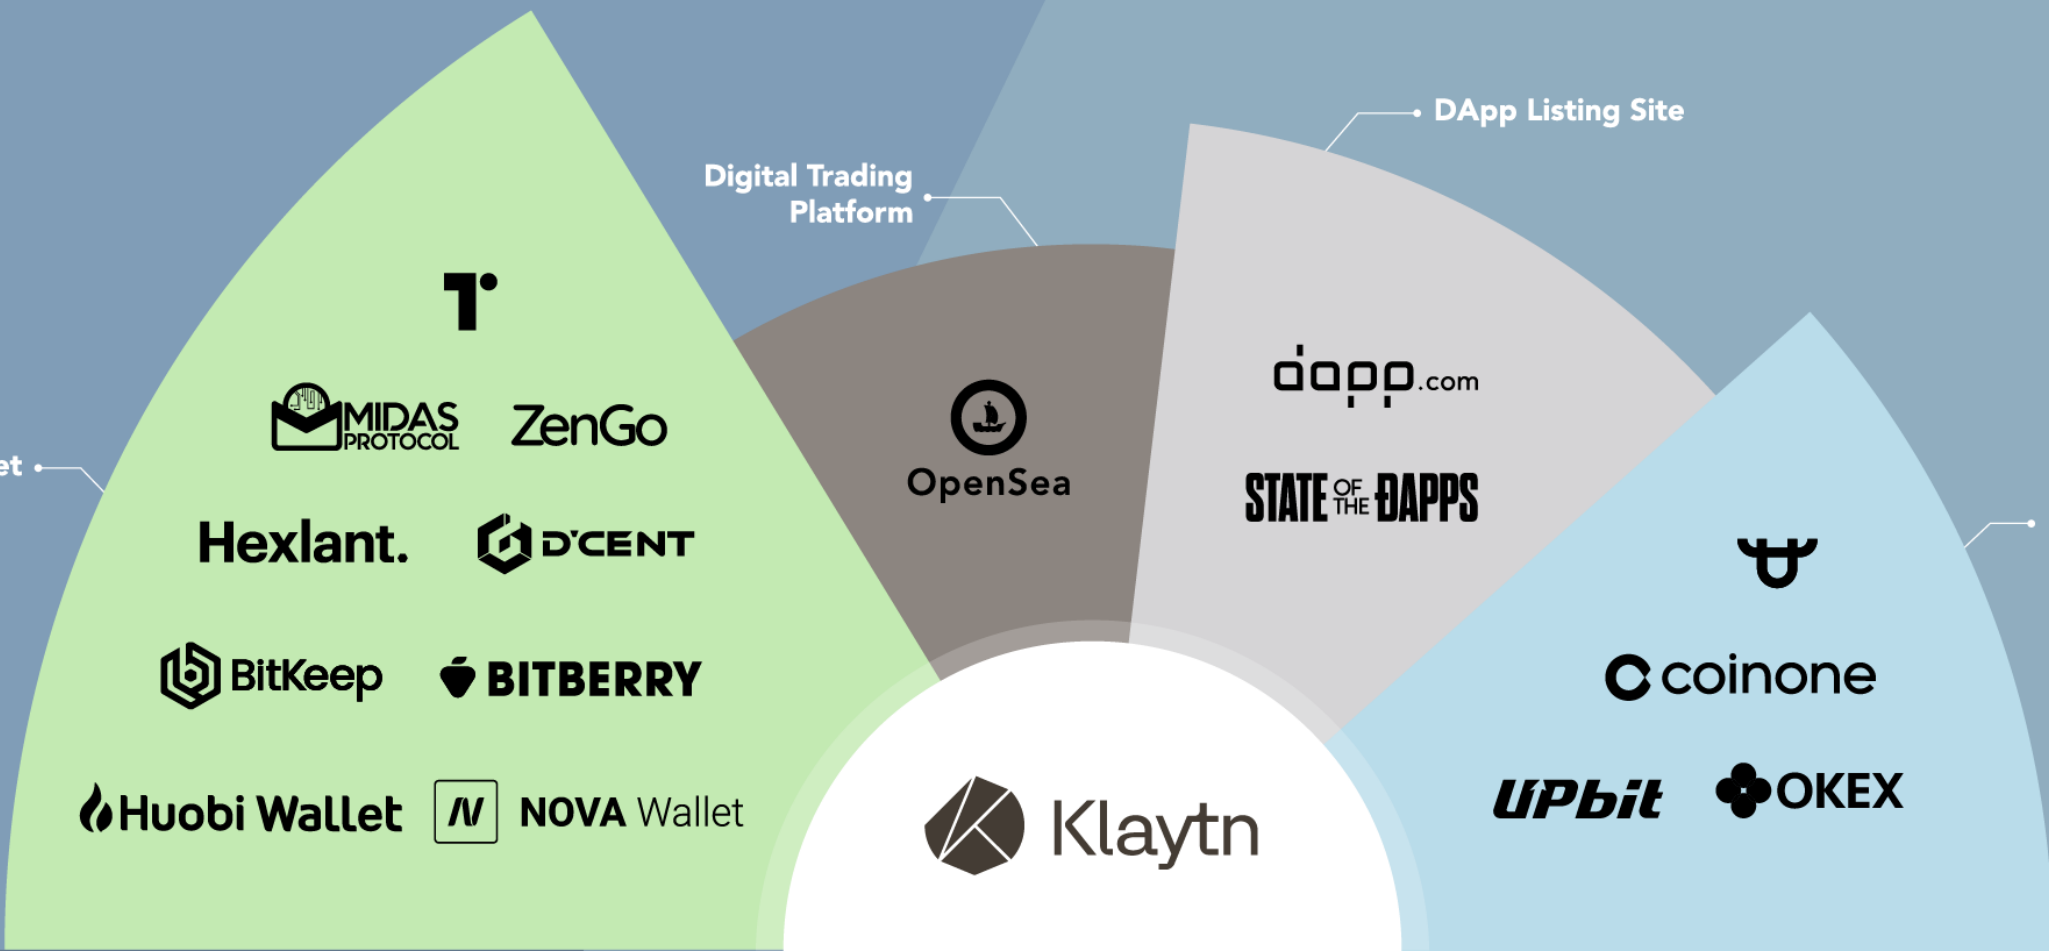 DApp Listing Site
Digital Trading
Platform
et
MIDAS
PROTOCOL
ZenGo
Hexlant.
D'CENT
BitKeep
BITBERRY
Huobi Wallet
NOVA Wallet
OpenSea
dapp.com
STATE OF THE ĐAPPS
coinone
UPbit
OKEX
Klaytn